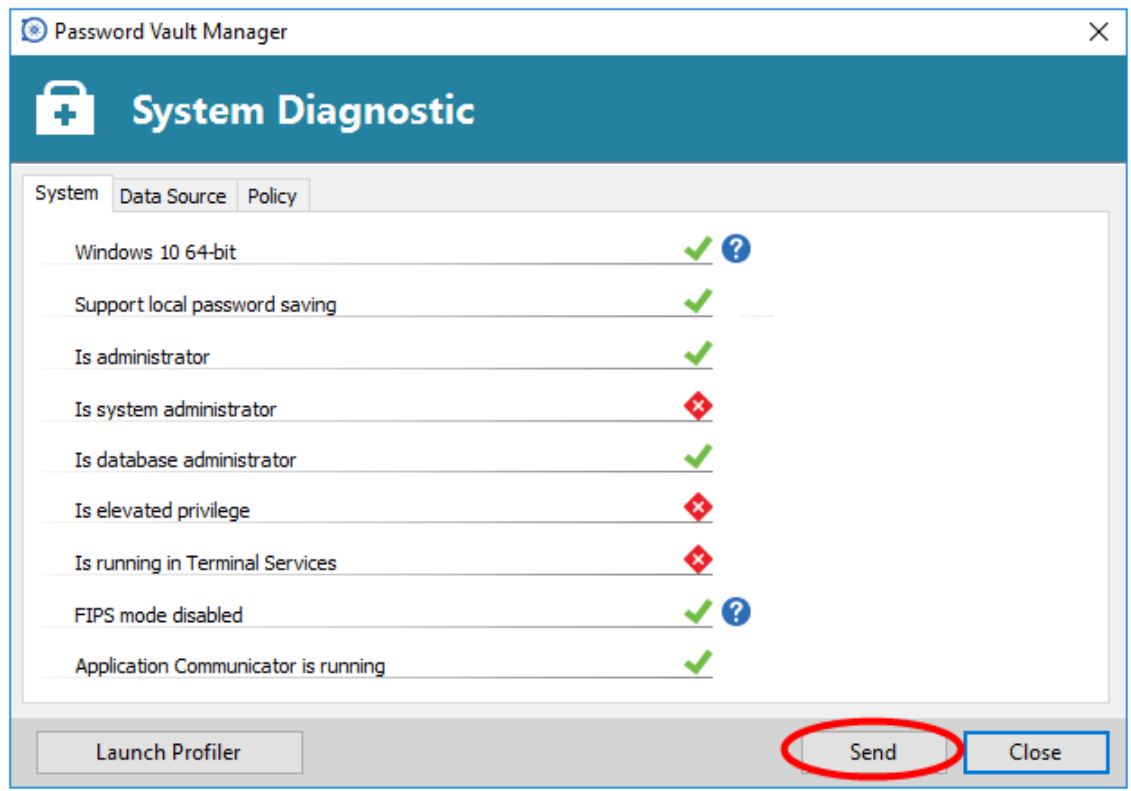 Password Vault Manager
System Diagnostic
System Data Source Policy
Windows 10 64-bit
Support local password saving
Is administrator
Is system administrator
Is database administrator
Is elevated privilege
Is running in Terminal Services
FIPS mode disabled
Application Communicator is running
Launch Profiler Send Close